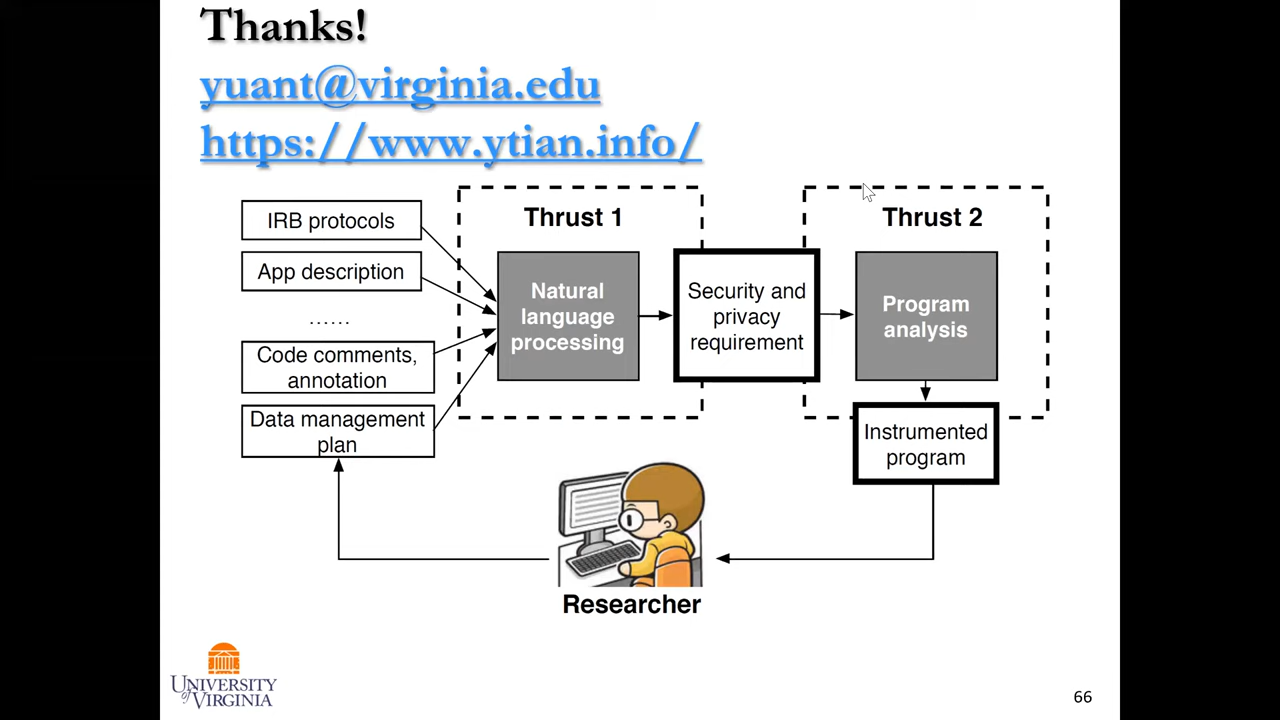 Thanks!
yuant@virginia.edu
https://www.ytian.info/
IRB protocols
App description
......
Code comments,
annotation
Data management
plan
Thrust 1
Natural
language
processing
Security and
privacy
requirement
Thrust 2
Program
analysis
Instrumented
program
Researcher
UNIVERSITY
of VIRGINIA
66